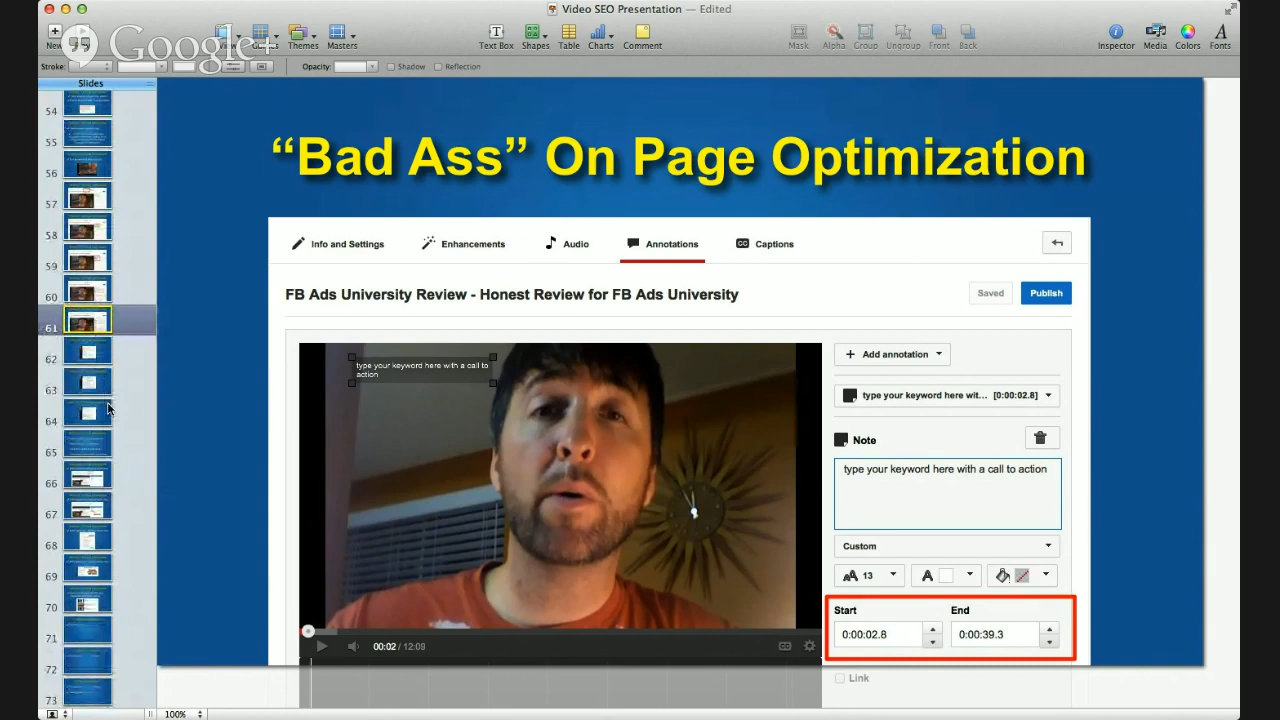 Video SEO Presentation — Edited
New
View
Themes
Masters
Text Box
Shapes
Table
Charts
Comment
Mask
Alpha
Group
Ungroup
Front
Back
Inspector
Media
Colors
Fonts
Google+
Stroke:
Opacity:
Shadow
Reflection
Slides
54
55
56
57
58
59
60
61
62
63
64
65
66
67
68
69
70
71
72
73
“Bad Ass” On Page Optimization
Info and Settings
Enhancements
Audio
Annotations
CC Captions
FB Ads University Review - Honest Review for FB Ads University
Saved
Publish
type your keyword here with a call to
action
00:02 / 12:09
+ Add annotation
type your keyword here wit... [0:00:02.8]
Note
type your keyword here with a call to action
Custom
AA 13
A
Start
End
0:00:02.8
0:00:39.3
Link
100%